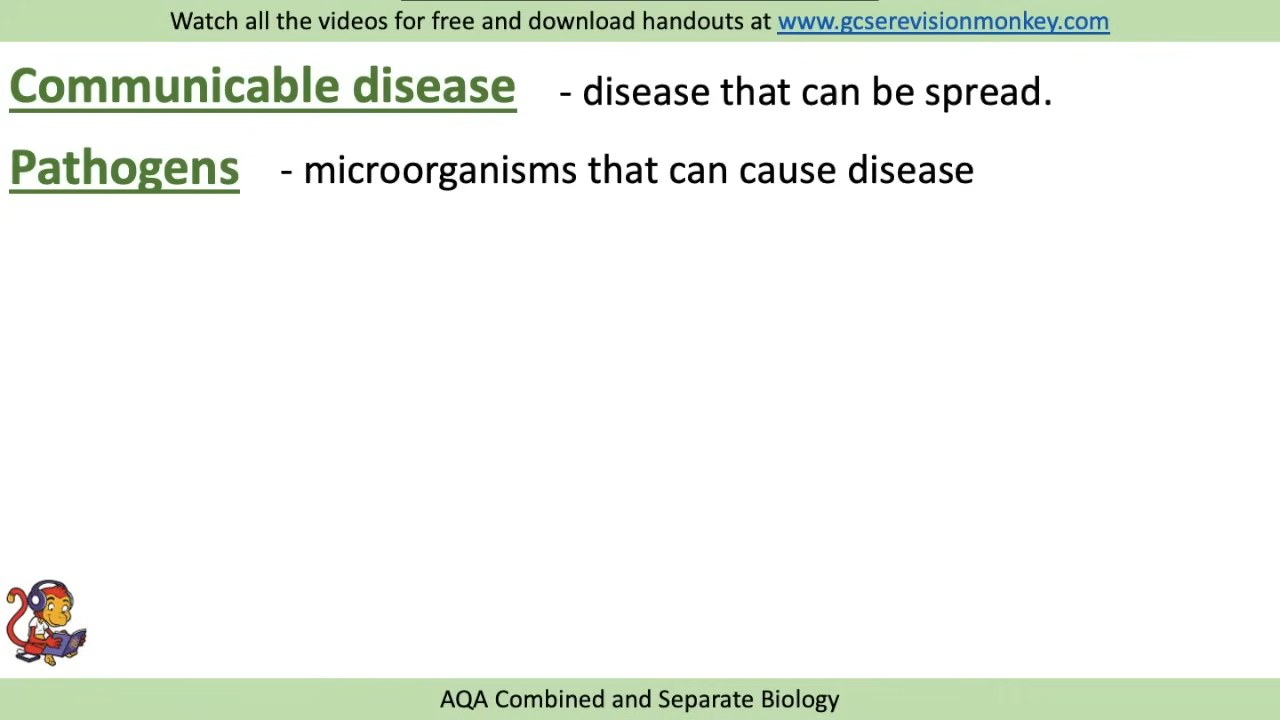 Watch all the videos for free and download handouts at www.gcserevisionmonkey.com
Communicable disease - disease that can be spread.
Pathogens - microorganisms that can cause disease
AQA Combined and Separate Biology